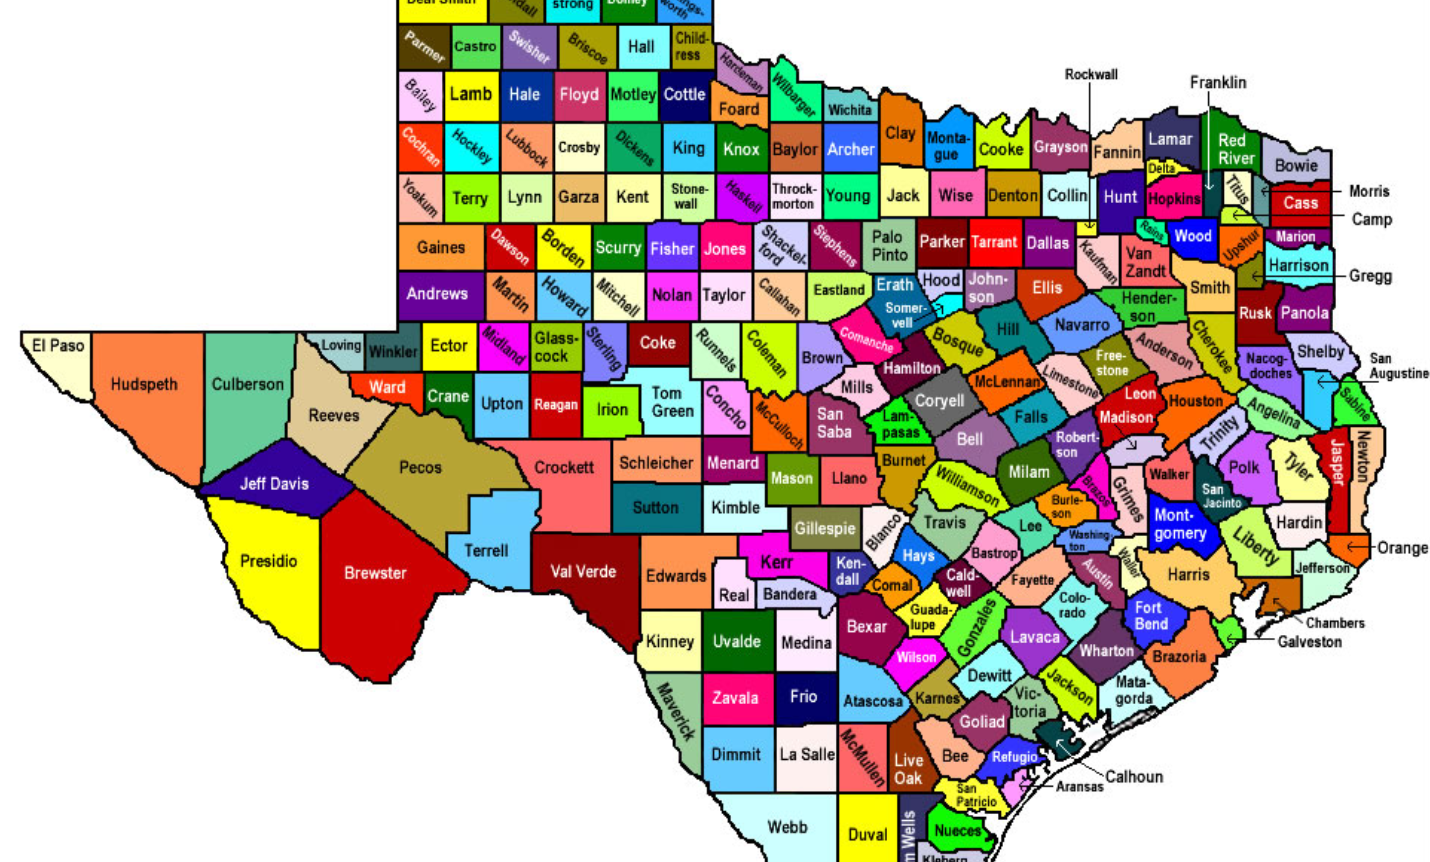 Deaf Smith
strong
worth
Parmer
Castro
Swisher
Briscoe
Hall
Child-
ress
Hardeman
Rockwall
Franklin
Bailey
Lamb
Hale
Floyd
Motley
Cottle
Foard
Wilbarger
Wichita
Clay
Monta-
gue
Cooke
Grayson
Fannin
Lamar
Red
River
Bowie
Cochran
Hockley
Lubbock
Crosby
Dickens
King
Knox
Baylor
Archer
Delta
Titus
Morris
Camp
Yoakum
Terry
Lynn
Garza
Kent
Stone-
wall
Haskell
Throck-
morton
Young
Jack
Wise
Denton
Collin
Hunt
Hopkins
Cass
Gaines
Dawson
Borden
Scurry
Fisher
Jones
Shackel-
ford
Stephens
Palo
Pinto
Parker
Tarrant
Dallas
Kaufman
Rains
Wood
Upshur
Marion
Harrison
Gregg
Andrews
Martin
Howard
Mitchell
Nolan
Taylor
Callahan
Eastland
Erath
Hood
John-
son
Ellis
Van
Zandt
Smith
Rusk
Panola
Somer-
vell
Hender-
son
El Paso
Hudspeth
Culberson
Loving
Winkler
Ector
Midland
Glass-
cock
Sterling
Coke
Runnels
Coleman
Brown
Comanche
Bosque
Hill
Navarro
Anderson
Cherokee
Nacog-
doches
Shelby
San
Augustine
Sabine
Reeves
Ward
Crane
Upton
Reagan
Irion
Tom
Green
Concho
McCulloch
Mills
Hamilton
Coryell
McLennan
Limestone
Free-
stone
Leon
Madison
Houston
Angelina
San
Saba
Lam-
pasas
Bell
Falls
Robert-
son
Trinity
Polk
Tyler
Jasper
Newton
Jeff Davis
Pecos
Crockett
Schleicher
Menard
Mason
Llano
Burnet
Williamson
Milam
Brazos
Grimes
Walker
San
Jacinto
Sutton
Kimble
Gillespie
Blanco
Travis
Lee
Burle-
son
Washing-
ton
Mont-
gomery
Liberty
Hardin
Orange
Presidio
Brewster
Terrell
Val Verde
Edwards
Kerr
Real
Bandera
Ken-
dall
Hays
Comal
Bastrop
Cald-
well
Fayette
Austin
Waller
Harris
Jefferson
Chambers
Galveston
Kinney
Uvalde
Medina
Bexar
Guada-
lupe
Gonzales
Wilson
Lavaca
Colo-
rado
Wharton
Fort
Bend
Brazoria
Maverick
Zavala
Frio
Atascosa
Karnes
Dewitt
Vic-
toria
Jackson
Mata-
gorda
Goliad
Dimmit
La Salle
McMullen
Live
Oak
Bee
Refugio
Calhoun
Aransas
San
Patricio
Webb
Duval
Wells
Nueces
Kleberg